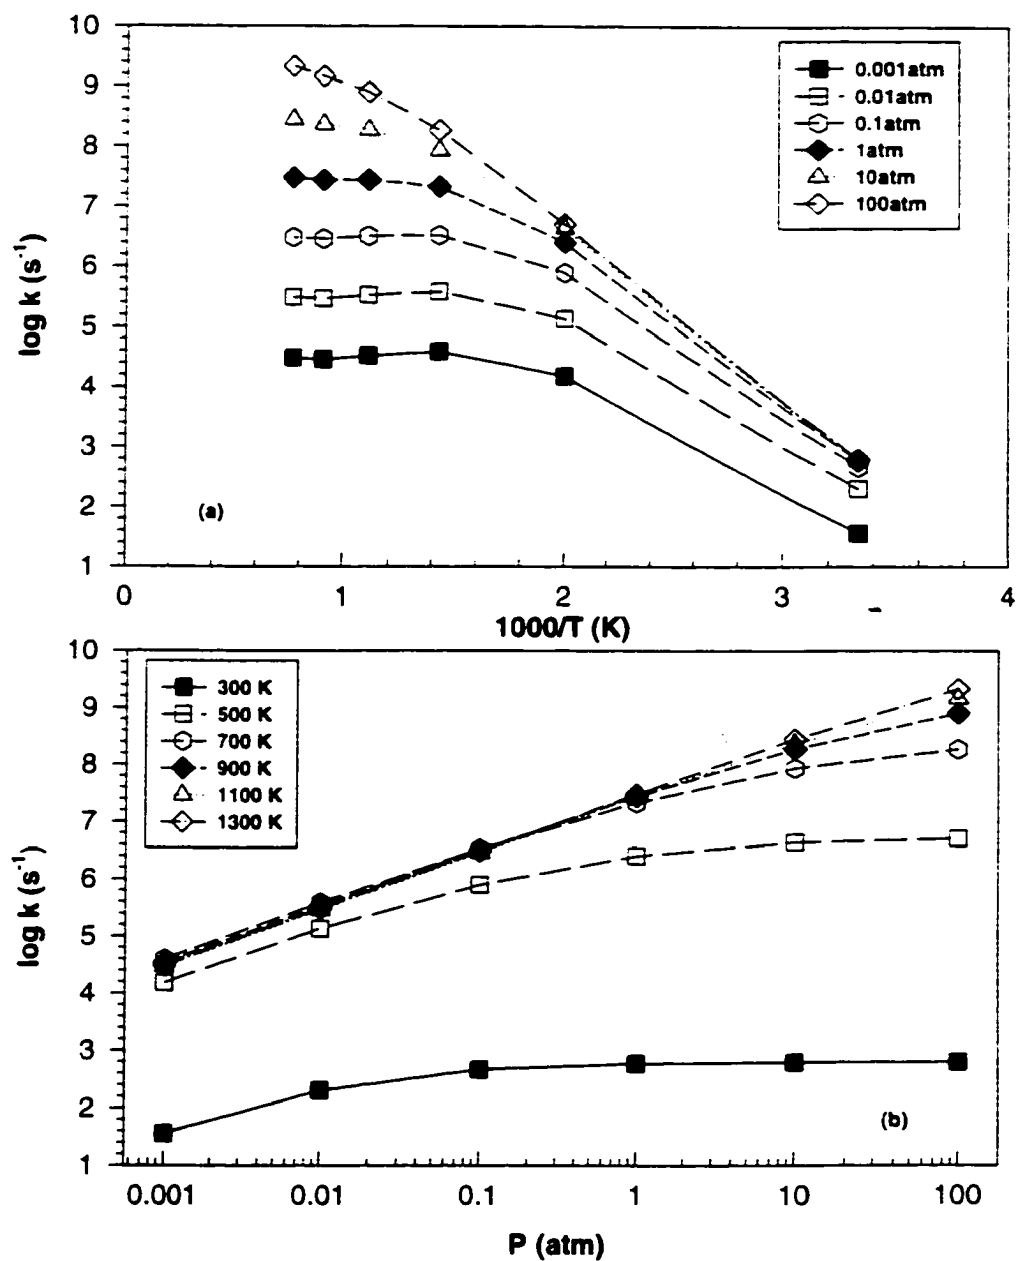 10
9
8
7
6
5
4
3
2
1
log k (s-1)
0.001atm
0.01atm
0.1atm
1atm
10atm
100atm
(a)
0 1 2 3 4
1000/T (K)
10
9
8
7
6
5
4
3
2
1
log k (s-1)
300 K
500 K
700 K
900 K
1100 K
1300 K
(b)
0.001 0.01 0.1 1 10 100
P (atm)